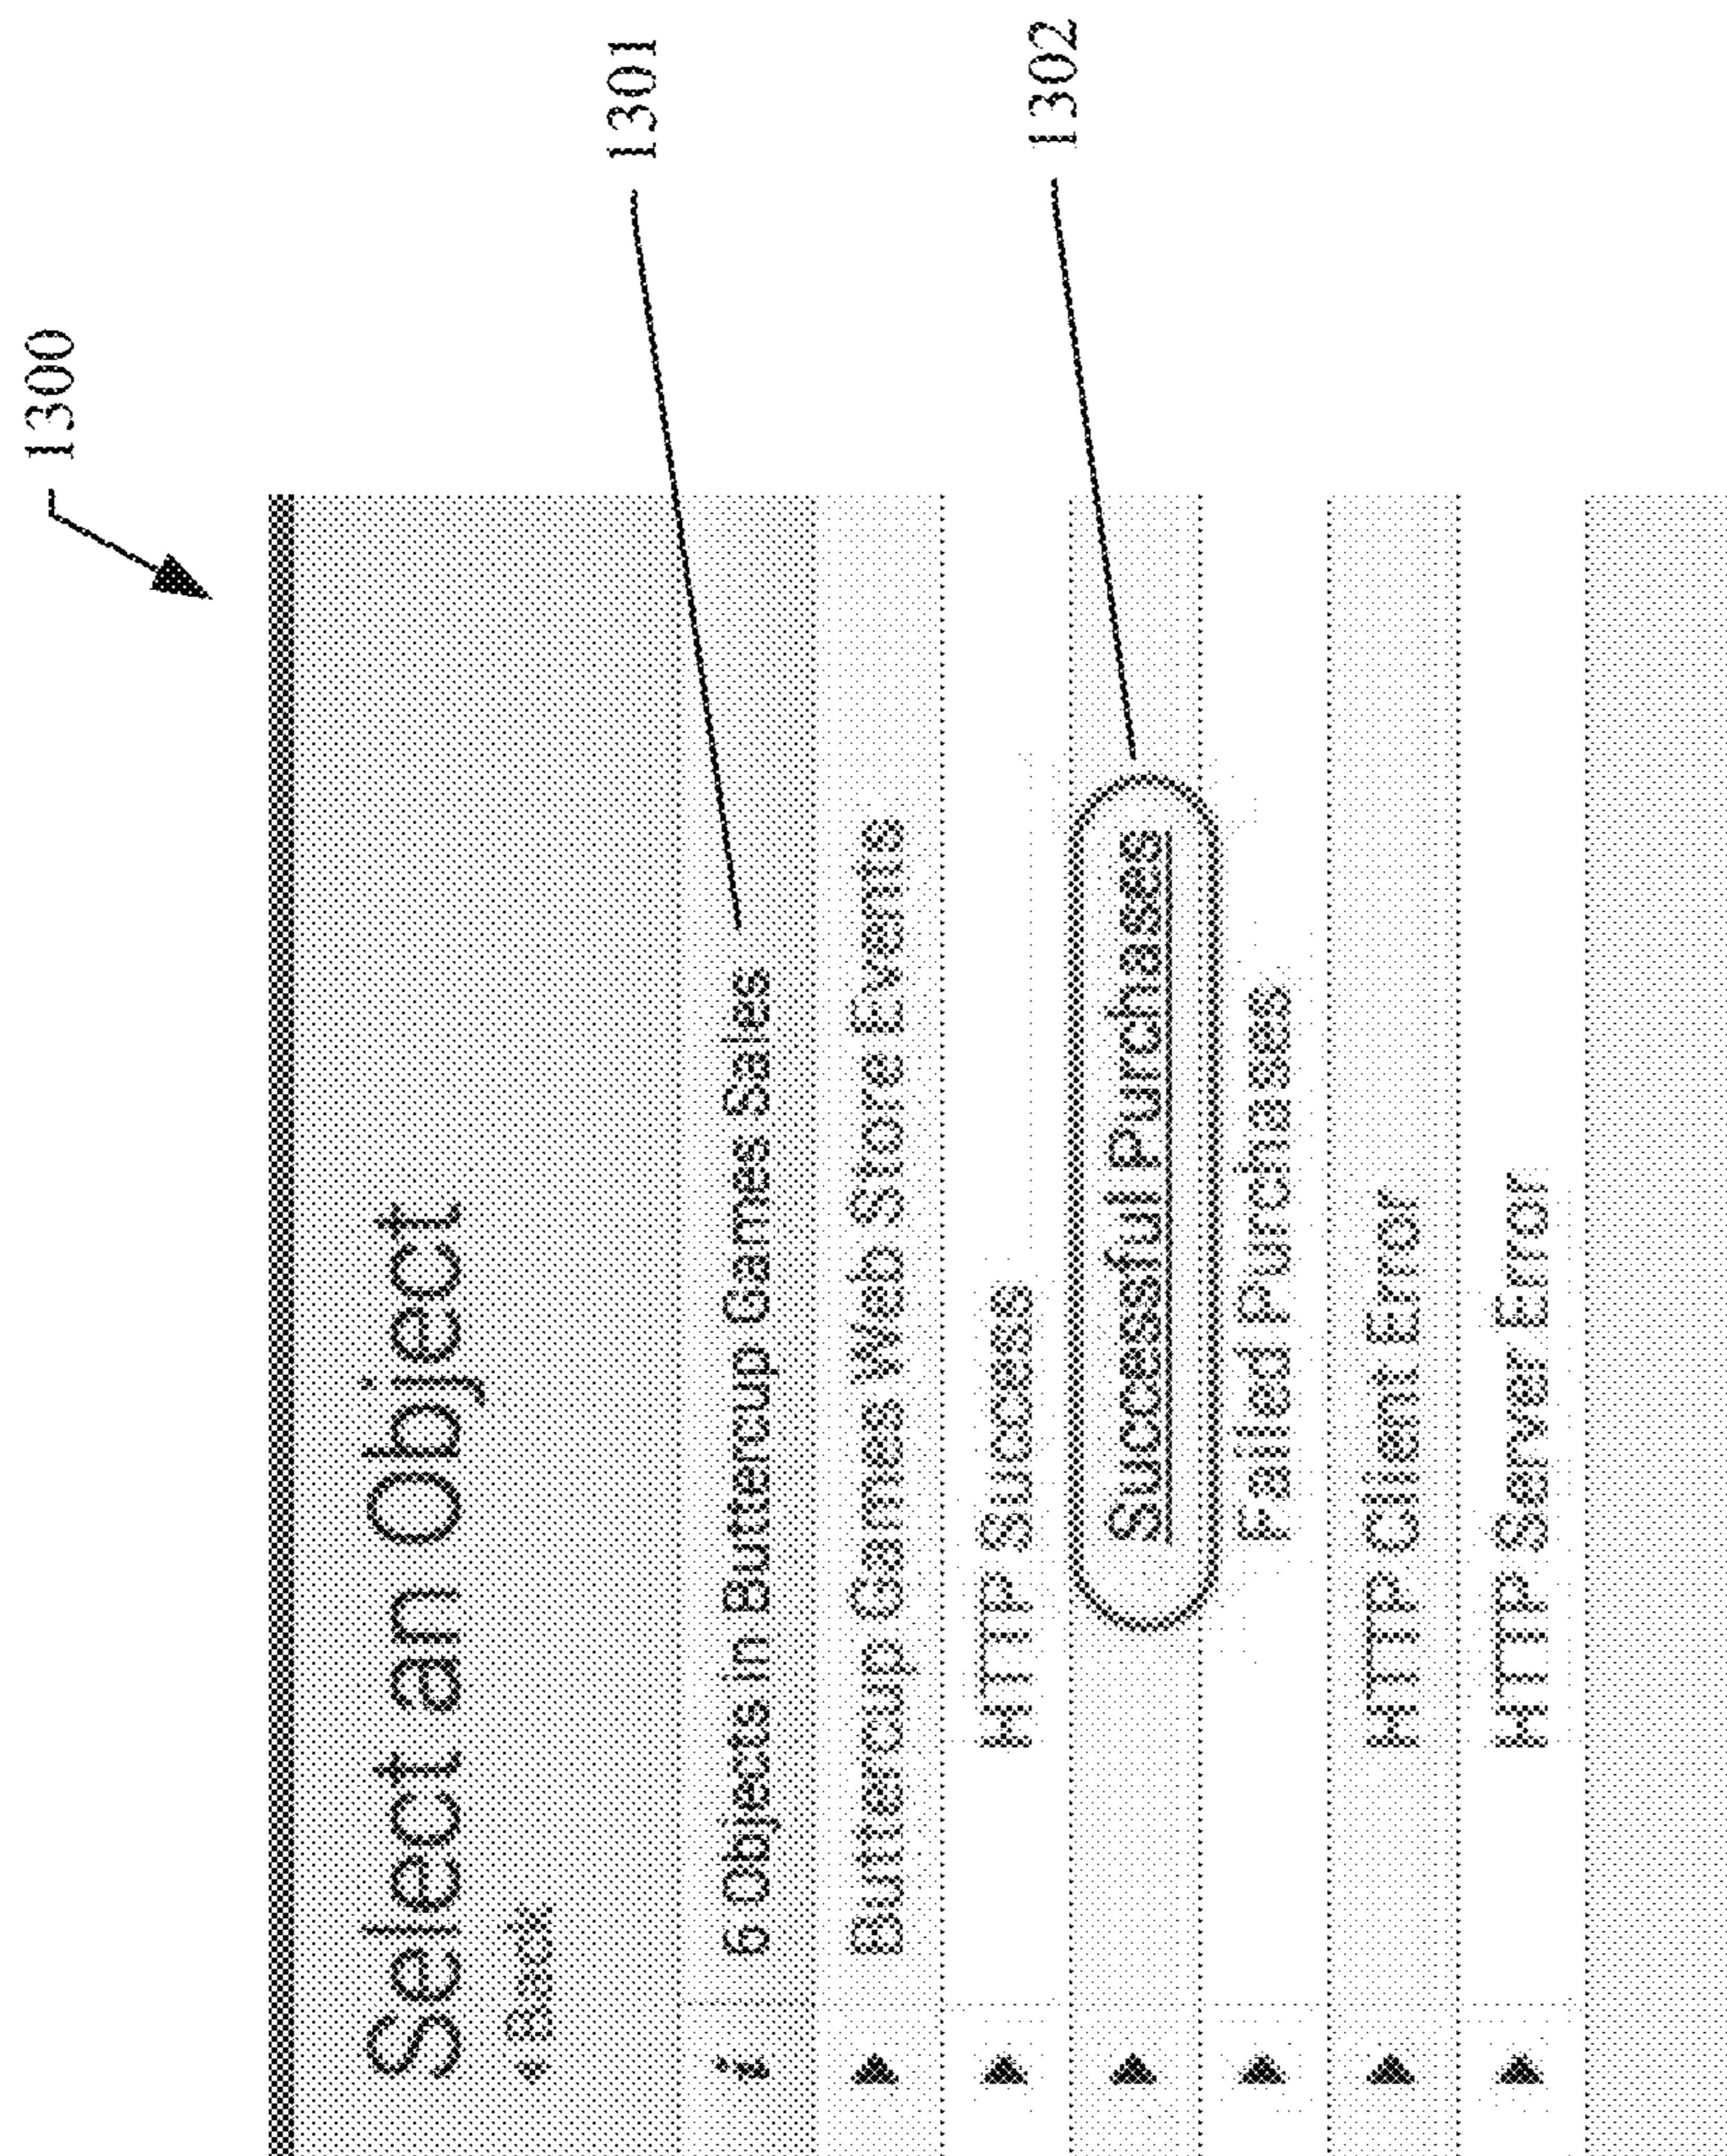 1300
Select an Object
Back
i 6 Objects in Buttercup Games Sales
1301
Buttercup Games Web Store Events
HTTP Success
Successful Purchases
1302
Failed Purchases
HTTP Client Error
HTTP Server Error